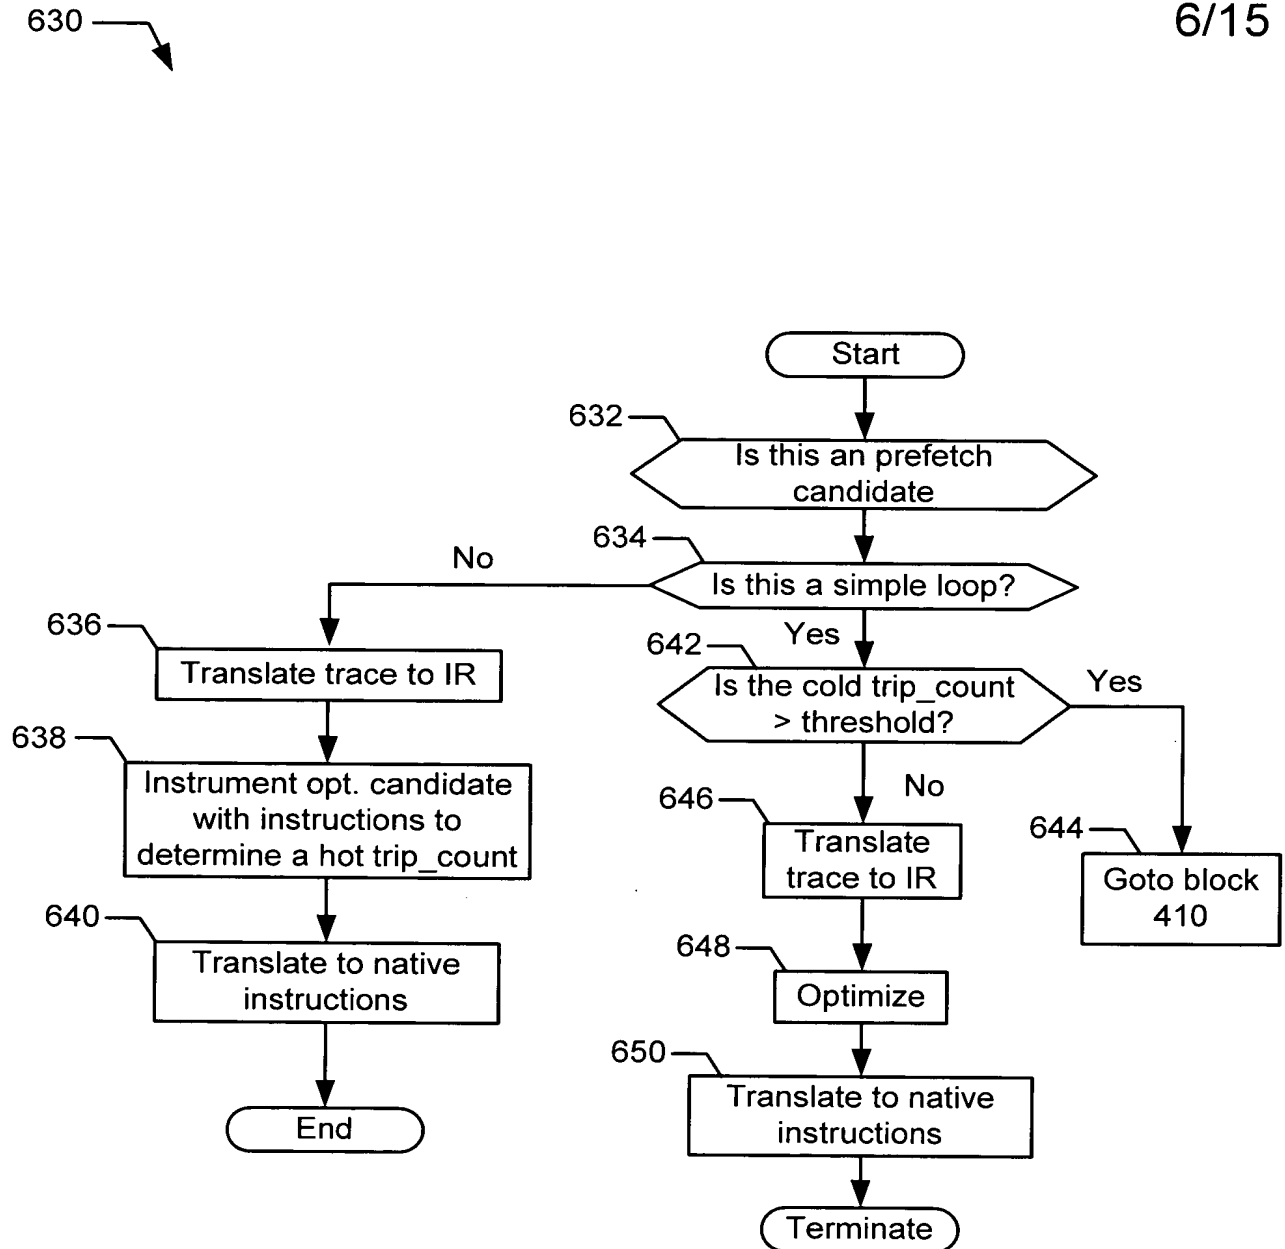 630
6/15
Start
632
Is this an prefetch
candidate
634
Is this a simple loop?
No
Yes
636
Translate trace to IR
642
Is the cold trip_count
> threshold?
Yes
638
Instrument opt. candidate
with instructions to
determine a hot trip_count
No
646
Translate
trace to IR
644
Goto block
410
640
Translate to native
instructions
648
Optimize
650
Translate to native
instructions
End
Terminate